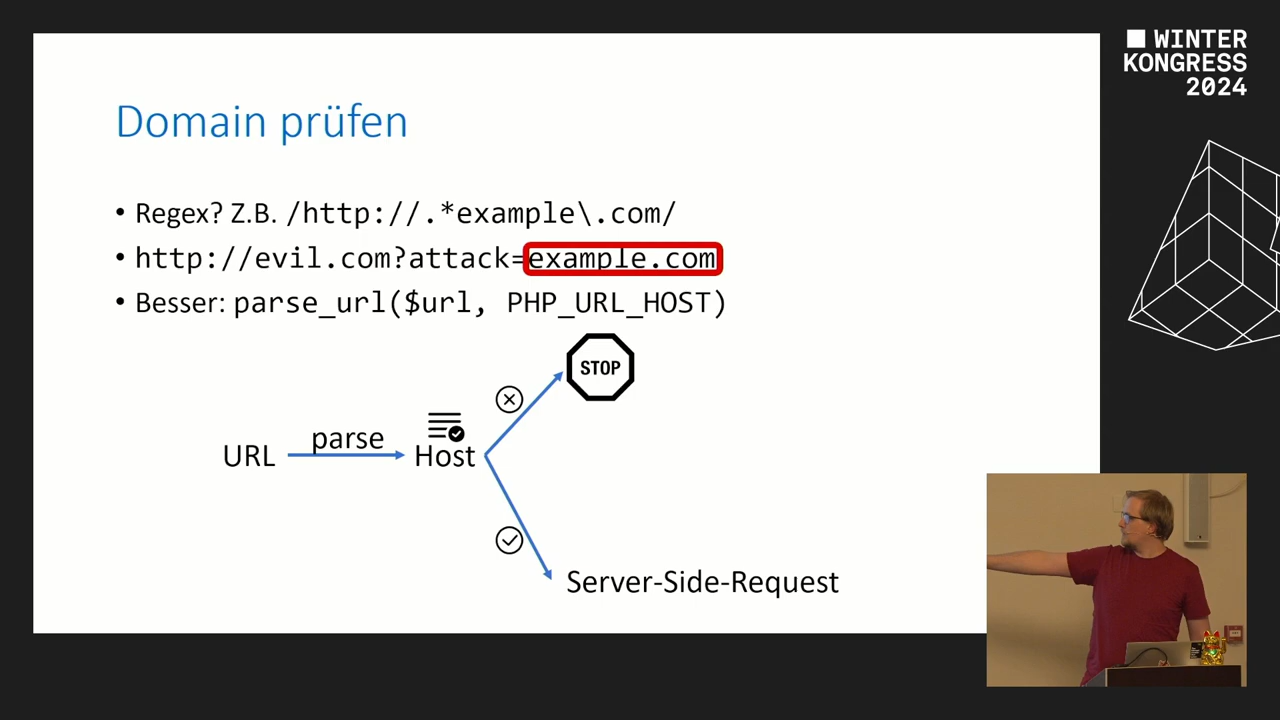 WINTER
KONGRESS
2024
Domain prüfen
• Regex? Z.B. /http://.*example\.com/
• http://evil.com?attack=example.com
• Besser: parse_url($url, PHP_URL_HOST)
STOP
parse
URL
Host
Server-Side-Request